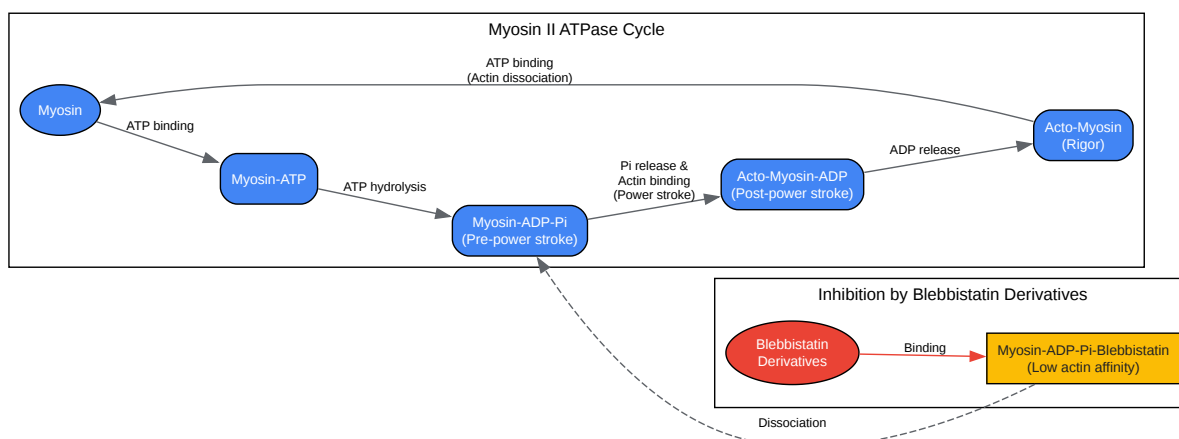 Myosin II ATPase Cycle
ATP binding
(Actin dissociation)
Myosin
ATP binding
Myosin-ATP
ATP hydrolysis
Myosin-ADP-Pi
(Pre-power stroke)
Pi release &
Actin binding
(Power stroke)
Acto-Myosin-ADP
(Post-power stroke)
ADP release
Acto-Myosin
(Rigor)
Inhibition by Blebbistatin Derivatives
Blebbistatin
Derivatives
Binding
Myosin-ADP-Pi-Blebbistatin
(Low actin affinity)
Dissociation